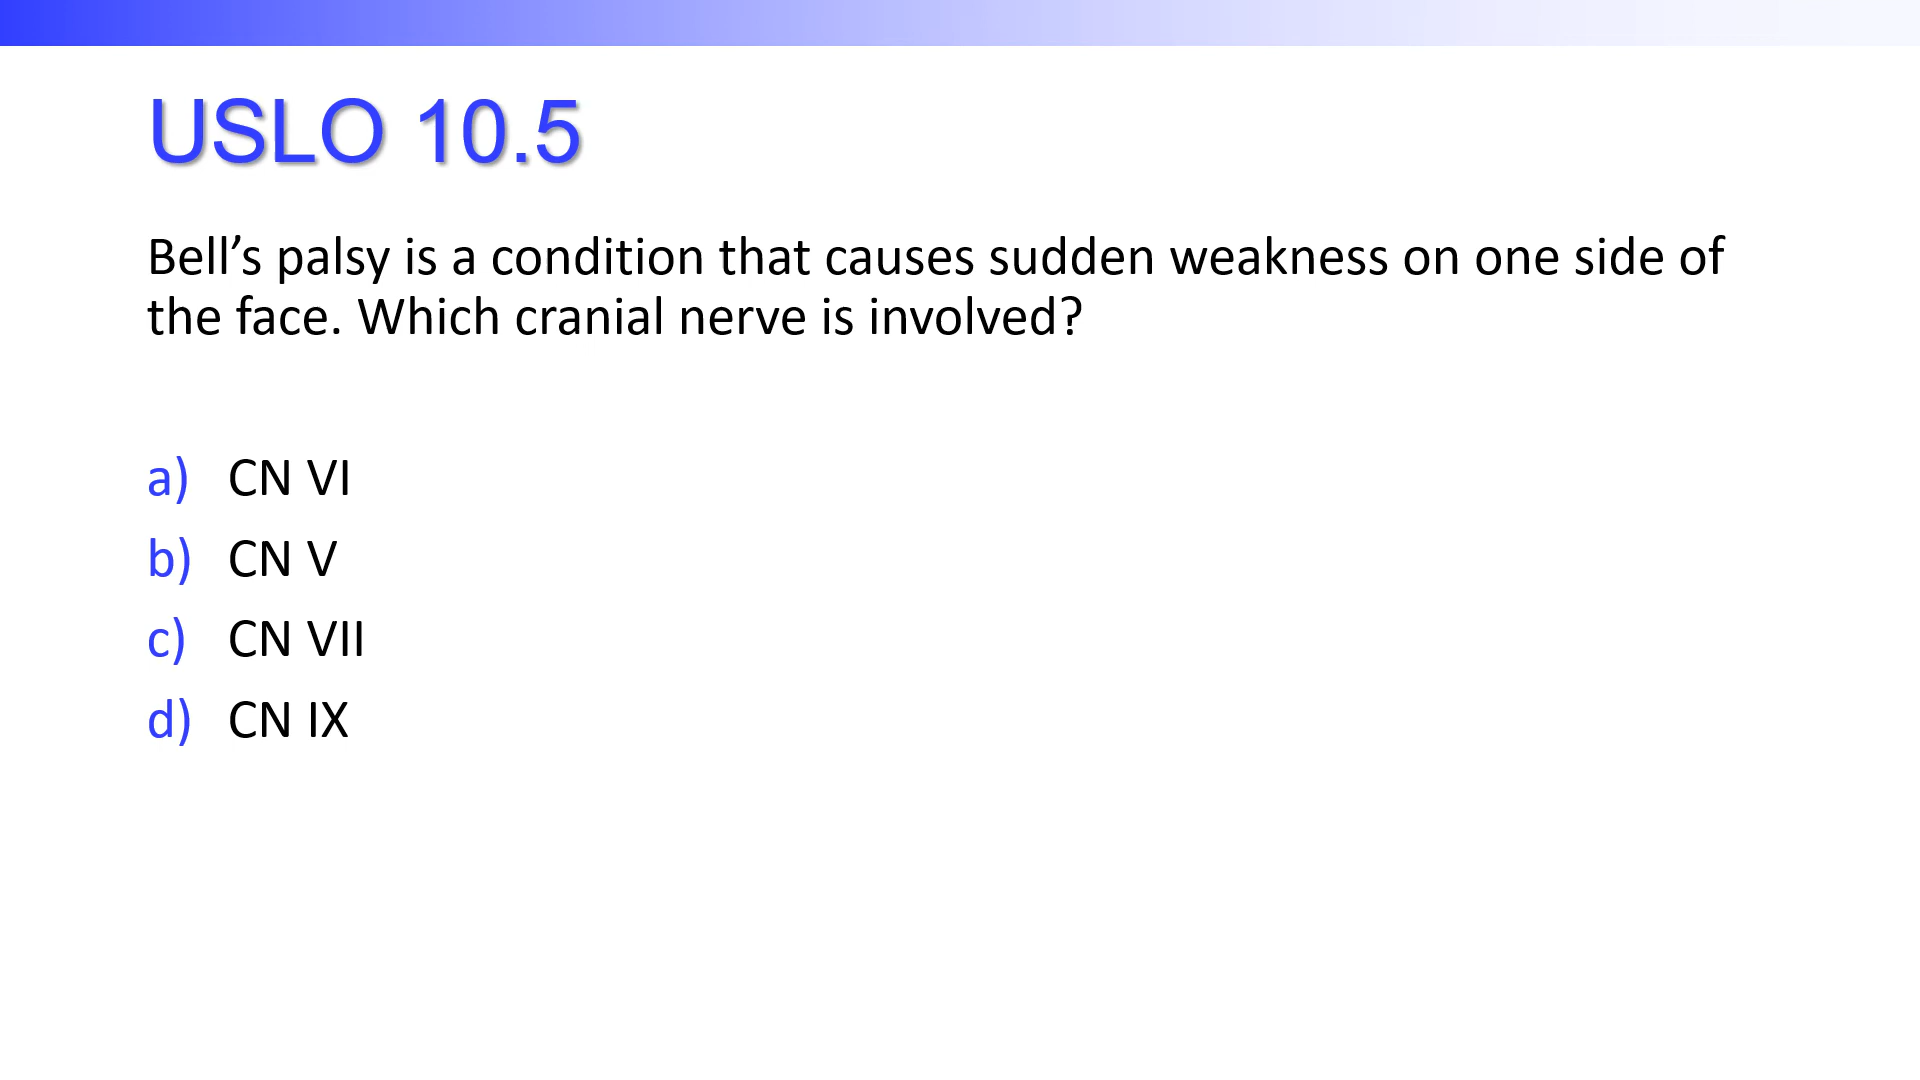 USLO 10.5
Bell’s palsy is a condition that causes sudden weakness on one side of
the face. Which cranial nerve is involved?
a) CN VI
b) CN V
c) CN VII
d) CN IX